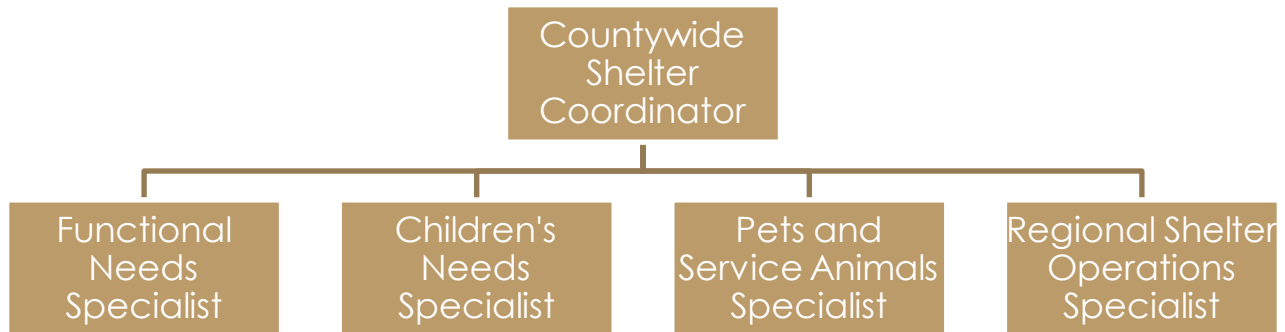 Countywide
Shelter
Coordinator
Functional
Needs
Specialist
Children's
Needs
Specialist
Pets and
Service Animals
Specialist
Regional Shelter
Operations
Specialist